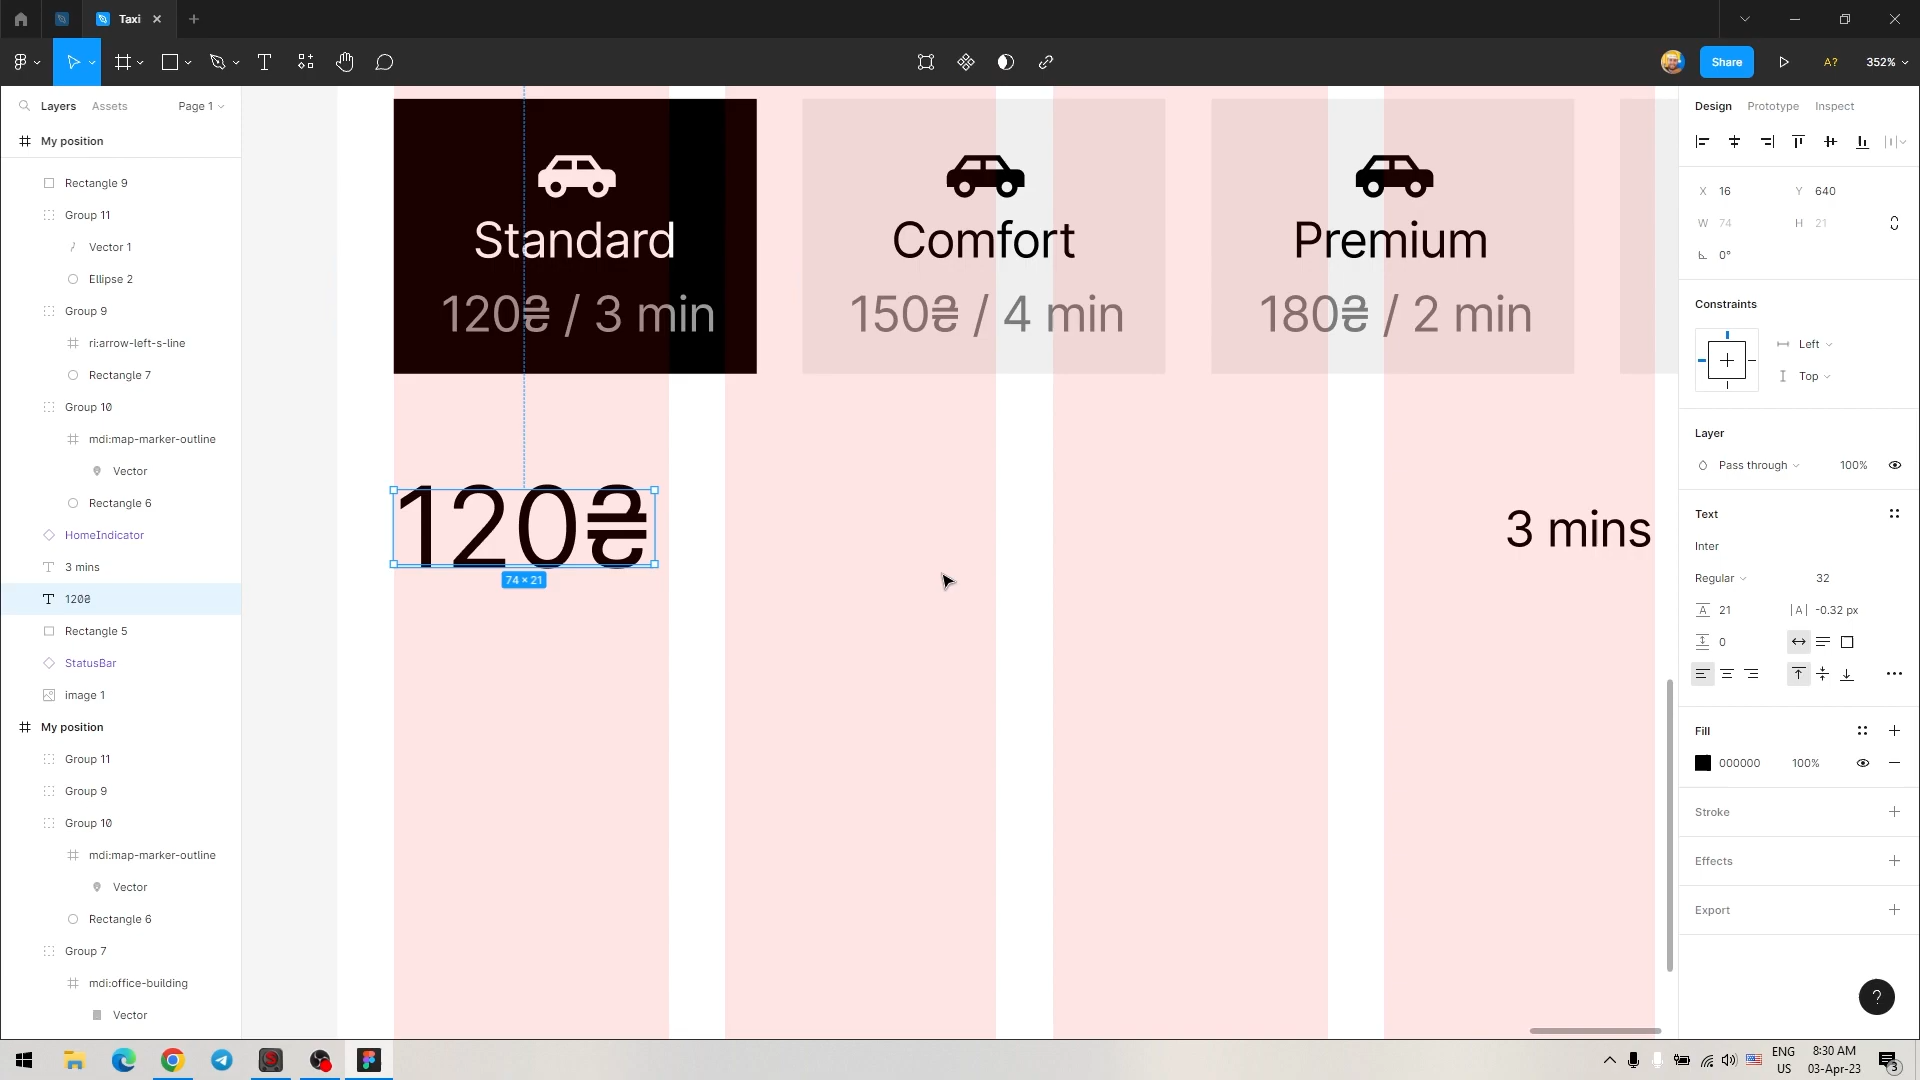 Taxi
Share
A?
352%
Layers
Assets
Page 1
Design
Prototype
Inspect
My position
Rectangle 9
Group 11
Vector 1
Ellipse 2
Group 9
ri:arrow-left-s-line
Rectangle 7
Group 10
mdi:map-marker-outline
Vector
Rectangle 6
HomeIndicator
3 mins
120₴
Rectangle 5
StatusBar
image 1
My position
Group 11
Group 9
Group 10
mdi:map-marker-outline
Vector
Rectangle 6
Group 7
mdi:office-building
Vector
Standard
120₴ / 3 min
Comfort
150₴ / 4 min
Premium
180₴ / 2 min
120₴
74 × 21
3 mins
X 16
Y 640
W 74
H 21
0°
Constraints
Left
Top
Layer
Pass through
100%
Text
Inter
Regular
32
A 21
|A| -0.32 px
0
Fill
000000
100%
Stroke
Effects
Export
?
ENG
US
8:30 AM
03-Apr-23
3